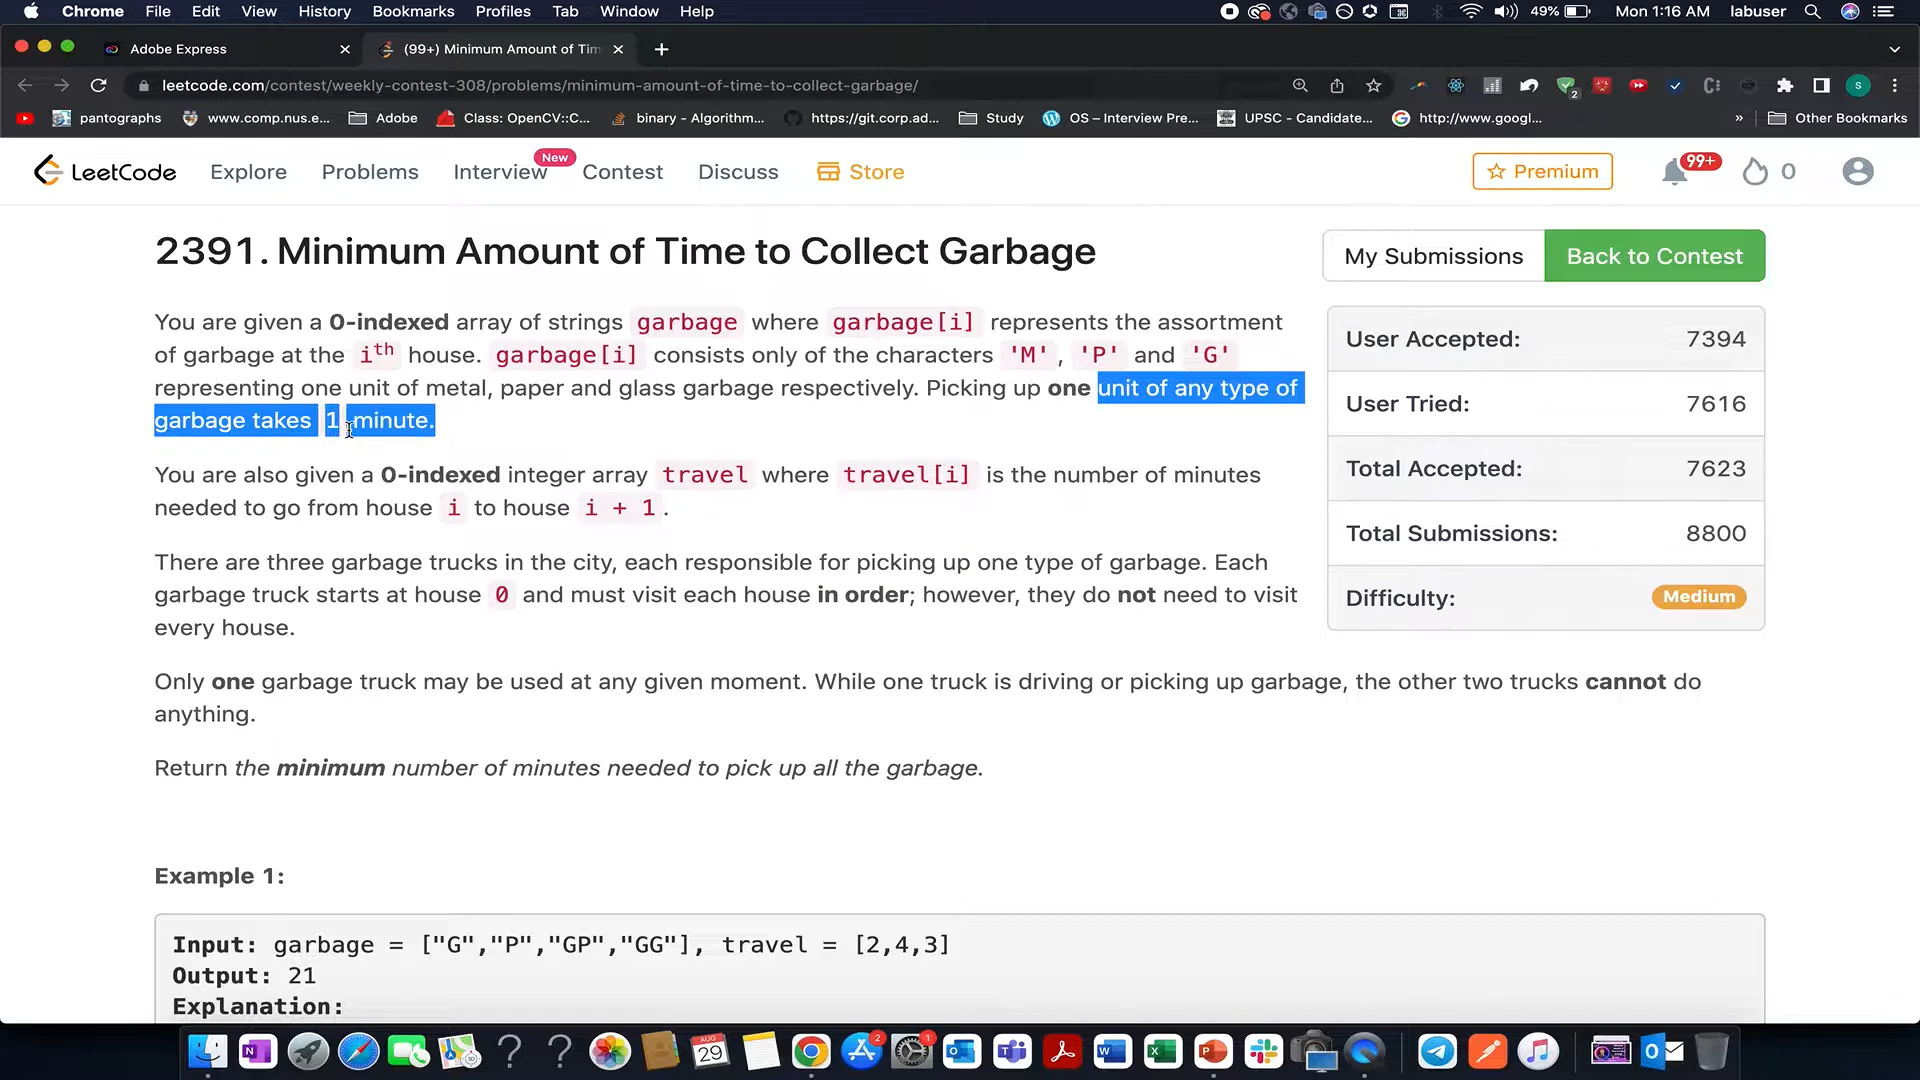 Chrome File Edit View History Bookmarks Profiles Tab Window Help 49% Mon 1:16 AM labuser
Adobe Express (99+) Minimum Amount of Tim
leetcode.com/contest/weekly-contest-308/problems/minimum-amount-of-time-to-collect-garbage/ 2 S
pantographs www.comp.nus.e... Adobe Class: OpenCV::C... binary - Algorithm... https://git.corp.ad... Study OS – Interview Pre... UPSC - Candidate... http://www.googl... » Other Bookmarks
LeetCode Explore Problems Interview New Contest Discuss Store Premium 99+ 0
2391. Minimum Amount of Time to Collect Garbage
My Submissions Back to Contest
You are given a 0-indexed array of strings garbage where garbage[i] represents the assortment
of garbage at the ith house. garbage[i] consists only of the characters 'M', 'P' and 'G'
representing one unit of metal, paper and glass garbage respectively. Picking up one unit of any type of
garbage takes 1 minute.
You are also given a 0-indexed integer array travel where travel[i] is the number of minutes
needed to go from house i to house i + 1.
There are three garbage trucks in the city, each responsible for picking up one type of garbage. Each
garbage truck starts at house 0 and must visit each house in order; however, they do not need to visit
every house.
User Accepted: 7394
User Tried: 7616
Total Accepted: 7623
Total Submissions: 8800
Difficulty: Medium
Only one garbage truck may be used at any given moment. While one truck is driving or picking up garbage, the other two trucks cannot do
anything.
Return the minimum number of minutes needed to pick up all the garbage.
Example 1:
Input: garbage = ["G","P","GP","GG"], travel = [2,4,3]
Output: 21
Explanation:
AUG
29
2
1